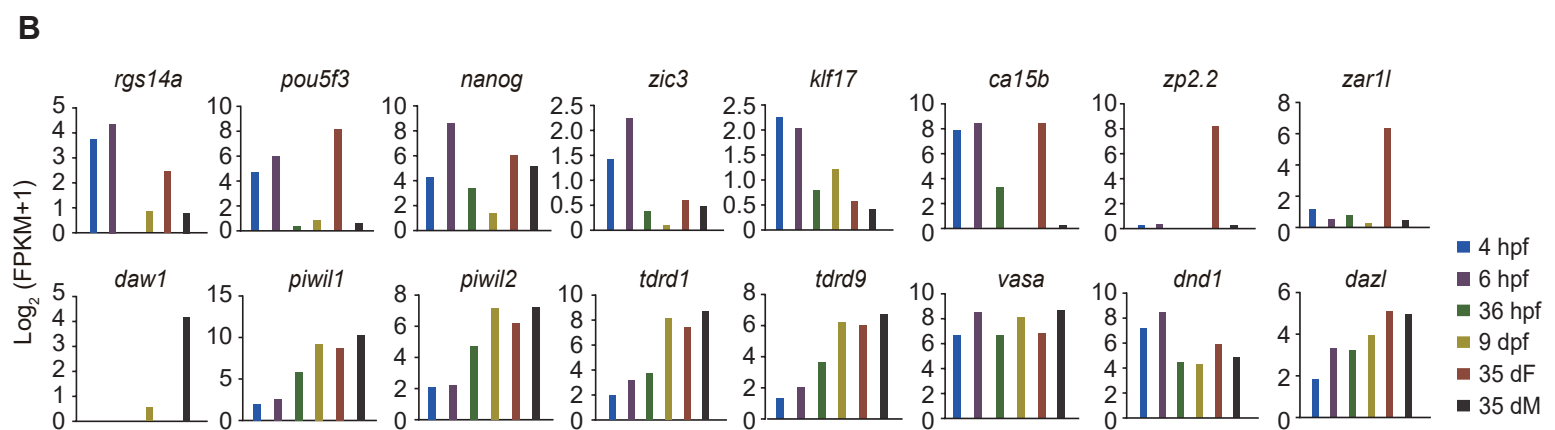 B
rgs14a pou5f3 nanog zic3 klf17 ca15b zp2.2 zar1l
5 10 10 2.5 2.5 10 10 8
4 8 8 2.0 2.0 8 8 6
3 6 6 1.5 1.5 6 6 4
2 4 4 1.0 1.0 4 4 2
1 2 2 0.5 0.5 2 2
0 0 0 0 0 0 0 0
Log2 (FPKM+1)
daw1 piwil1 piwil2 tdrd1 tdrd9 vasa dnd1 dazl
5 15 8 10 8 10 10 6
4 10 6 8 6 8 8 4
3 5 4 6 4 6 6 2
2 2 4 2 4 4
1 2 2 2
0 0 0 0 0 0 0 0
4 hpf
6 hpf
36 hpf
9 dpf
35 dF
35 dM